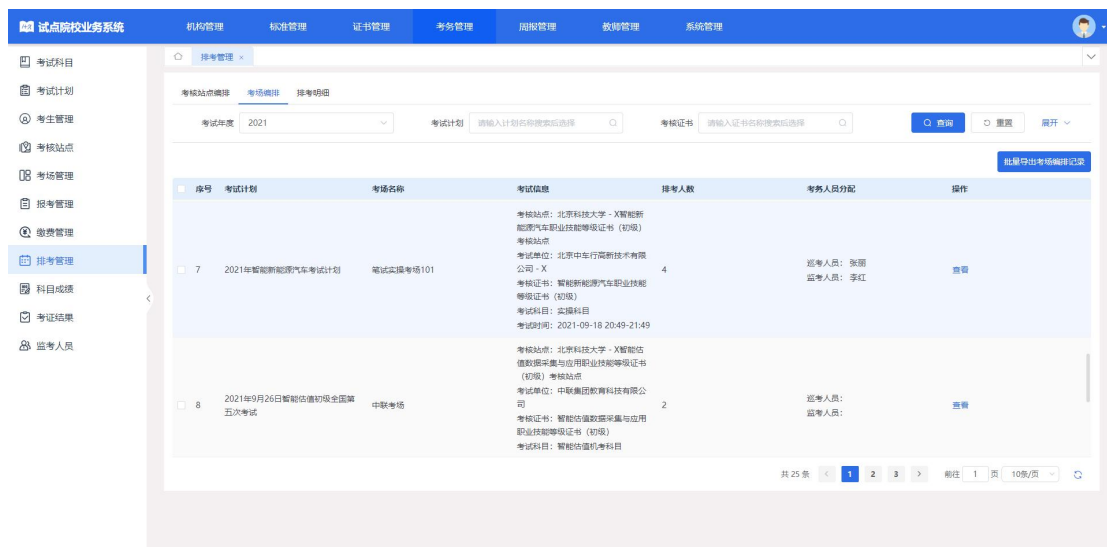 试点院校业务系统
机构管理
标准管理
证书管理
考务管理
周报管理
教师管理
系统管理
考试科目
考试计划
考生管理
考核站点
考场管理
报考管理
缴费管理
排考管理
科目成绩
考证结果
监考人员
排考管理 ×
考核站点编排 考场编排 排考明细
考试年度 2021 考试计划 请输入计划名称搜索后选择 考核证书 请输入证书名称搜索后选择 查询 重置 展开
批量导出考场编排记录
序号 考试计划 考场名称 考试信息 排考人数 考务人员分配 操作
7 2021年智能新能源汽车考试计划 笔试实操考场101
考核站点：北京科技大学 - X智能新
能源汽车职业技能等级证书（初级）
考核站点
考试单位：北京中车行高新技术有限
公司 - X
考核证书：智能新能源汽车职业技能
等级证书（初级）
考试科目：实操科目
考试时间：2021-09-18 20:49-21:49
4
巡考人员： 张丽
监考人员： 李红
查看
8
2021年9月26日智能估值初级全国第
五次考试
中联考场
考核站点：北京科技大学 - X智能估
值数据采集与应用职业技能等级证书
（初级）考核站点
考试单位：中联集团教育科技有限公
司
考核证书：智能估值数据采集与应用
职业技能等级证书（初级）
考试科目：智能估值机考科目
2
巡考人员：
监考人员：
查看
共 25 条 < 1 2 3 > 前往 1 页 10条/页